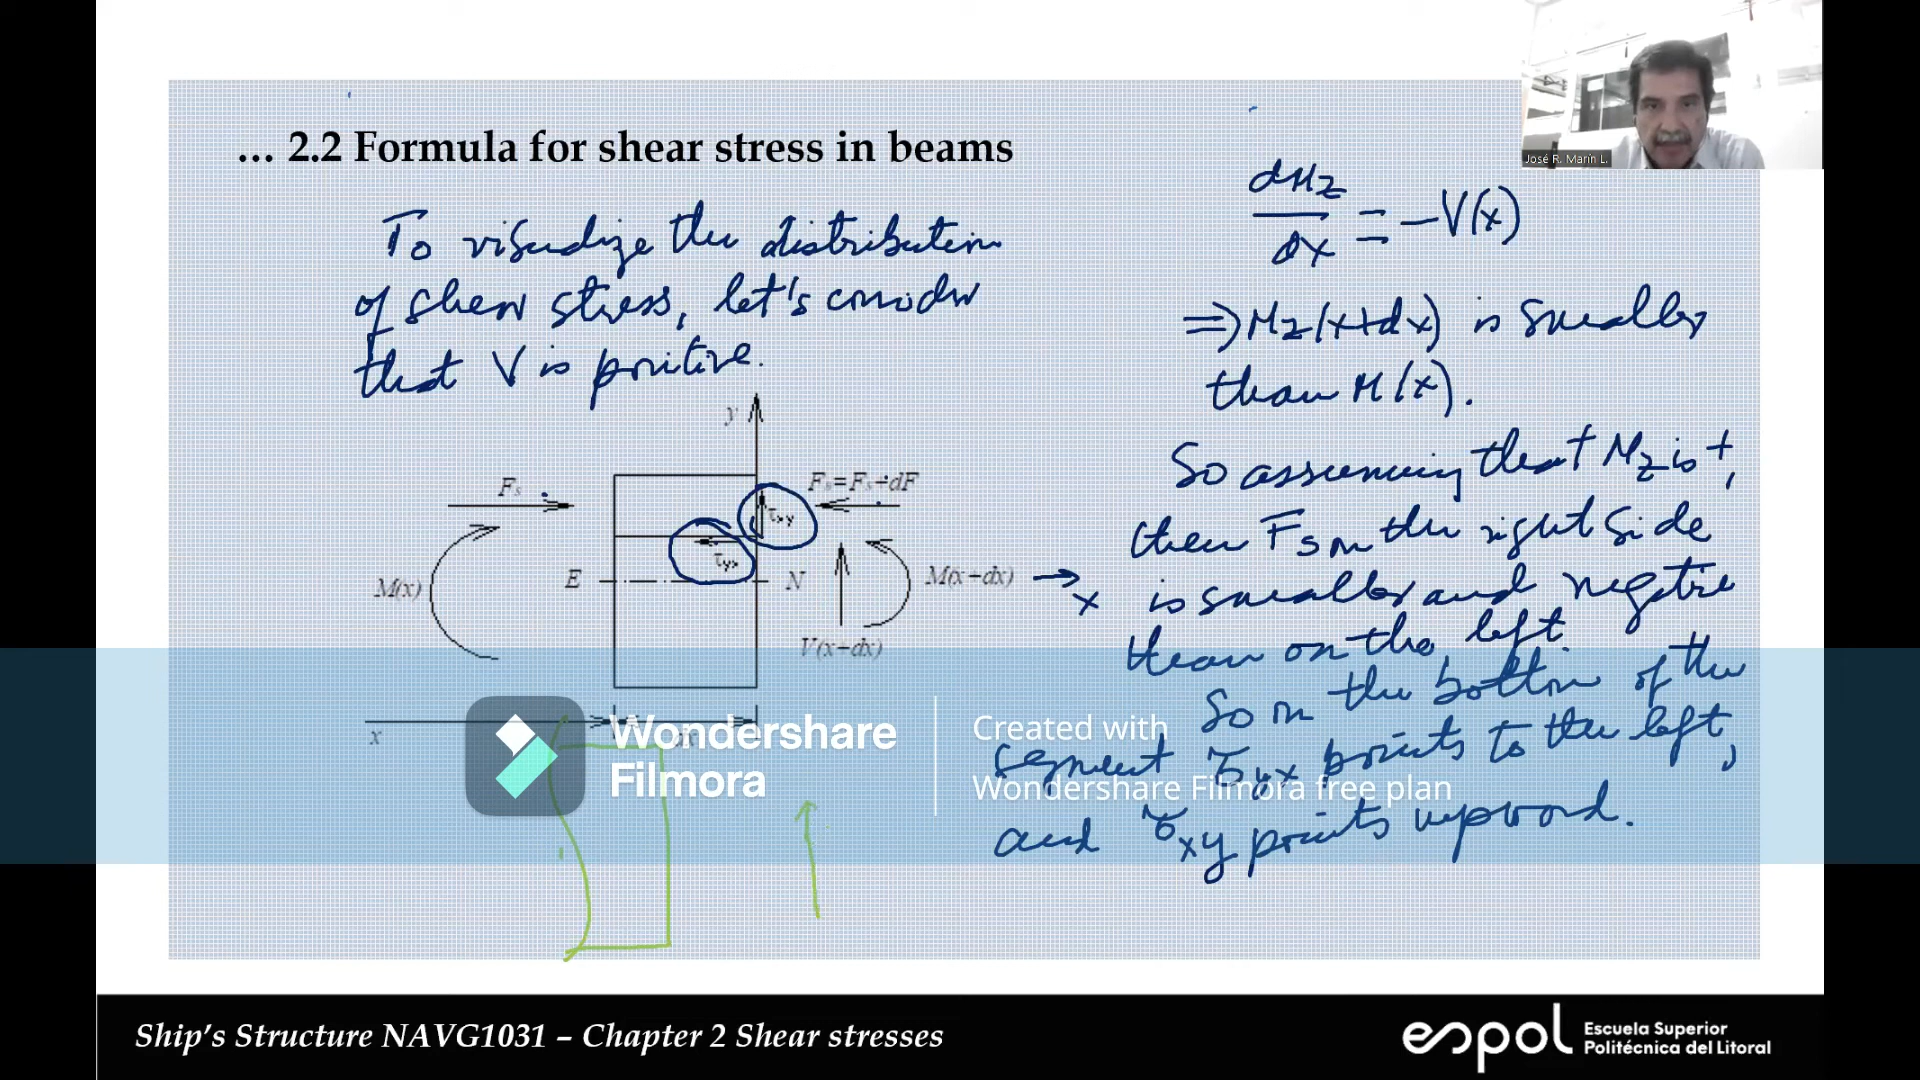 … 2.2 Formula for shear stress in beams
To visualize the distribution
of shear stress, let's consider
that V is positive.
y
Fs
Fs=Fs+dF
τxy
τyx
E
N
M(x)
M(x+dx)
x
V(x+dx)
x
dx
dMz
dx
= -V(x)
⇒ Mz(x+dx) is smaller
than M(x).
So assuming that Mz is +,
then Fs on the right side
is smaller and negative
than on the left.
So on the bottom of the
segment τyx points to the left,
and τxy points upward.
José R. Marín L.
Wondershare
Filmora
Created with
Wondershare Filmora free plan
Ship's Structure NAVG1031 – Chapter 2 Shear stresses
espol
Escuela Superior
Politécnica del Litoral